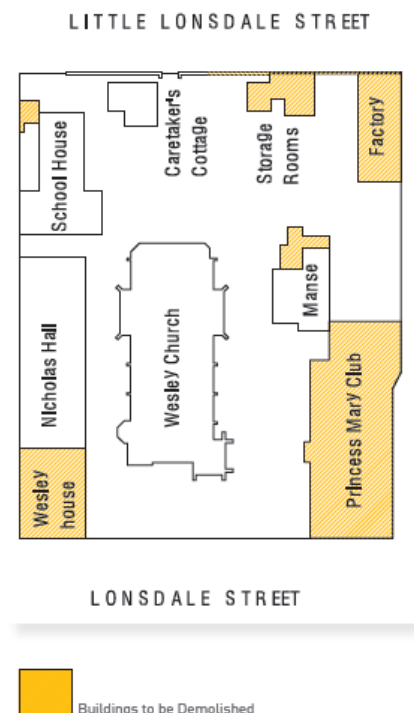 LITTLE LONSDALE STREET
School House
Caretaker's
Cottage
Storage
Rooms
Factory
Nicholas Hall
Wesley Church
Manse
Wesley
house
Princess Mary Club
LONSDALE STREET
Buildings to be Demolished